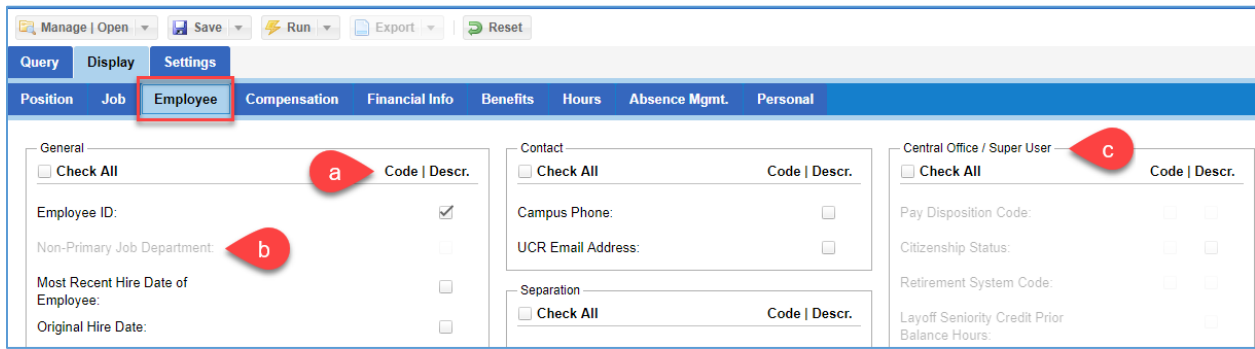 Manage | Open Save Run Export Reset
Query Display Settings
Position Job Employee Compensation Financial Info Benefits Hours Absence Mgmt. Personal
General
Check All Code | Descr.
a
Employee ID:
Non-Primary Job Department:
b
Most Recent Hire Date of
Employee:
Original Hire Date:
Contact
Check All Code | Descr.
Campus Phone:
UCR Email Address:
Separation
Check All Code | Descr.
Central Office / Super User
c
Check All Code | Descr.
Pay Disposition Code:
Citizenship Status:
Retirement System Code:
Layoff Seniority Credit Prior
Balance Hours: